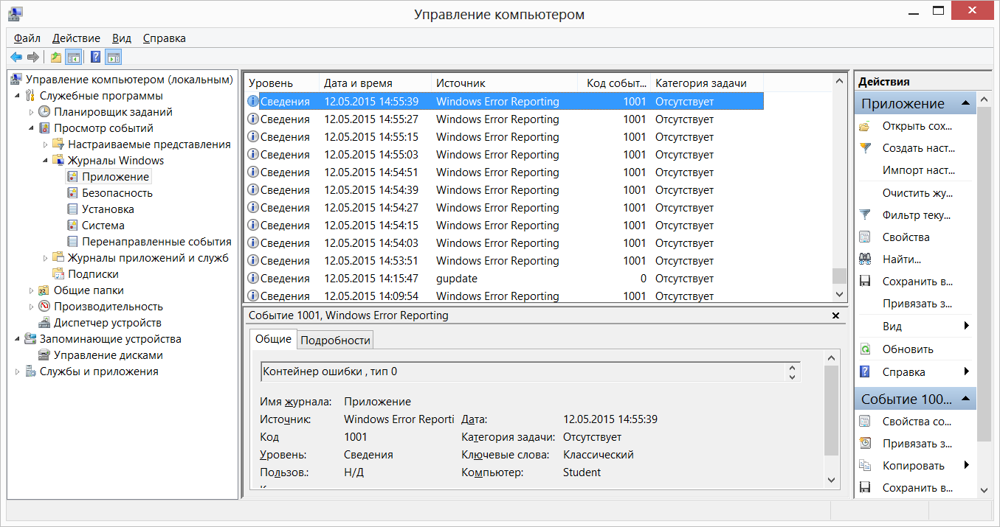 Управление компьютером
Файл Действие Вид Справка
Управление компьютером (локальным)
Служебные программы
Планировщик заданий
Просмотр событий
Настраиваемые представления
Журналы Windows
Приложение
Безопасность
Установка
Система
Перенаправленные события
Журналы приложений и служб
Подписки
Общие папки
Производительность
Диспетчер устройств
Запоминающие устройства
Управление дисками
Службы и приложения
Уровень Дата и время Источник Код событ... Категория задачи
Сведения 12.05.2015 14:55:39 Windows Error Reporting 1001 Отсутствует
Сведения 12.05.2015 14:55:27 Windows Error Reporting 1001 Отсутствует
Сведения 12.05.2015 14:55:15 Windows Error Reporting 1001 Отсутствует
Сведения 12.05.2015 14:55:03 Windows Error Reporting 1001 Отсутствует
Сведения 12.05.2015 14:54:51 Windows Error Reporting 1001 Отсутствует
Сведения 12.05.2015 14:54:39 Windows Error Reporting 1001 Отсутствует
Сведения 12.05.2015 14:54:27 Windows Error Reporting 1001 Отсутствует
Сведения 12.05.2015 14:54:15 Windows Error Reporting 1001 Отсутствует
Сведения 12.05.2015 14:54:03 Windows Error Reporting 1001 Отсутствует
Сведения 12.05.2015 14:53:51 Windows Error Reporting 1001 Отсутствует
Сведения 12.05.2015 14:15:47 gupdate 0 Отсутствует
Сведения 12.05.2015 14:09:54 Windows Error Reporting 1001 Отсутствует
Событие 1001, Windows Error Reporting
Общие Подробности
Контейнер ошибки , тип 0
Имя журнала: Приложение
Источник: Windows Error Reporti Дата: 12.05.2015 14:55:39
Код 1001 Категория задачи: Отсутствует
Уровень: Сведения Ключевые слова: Классический
Пользов.: Н/Д Компьютер: Student
Действия
Приложение
Открыть сох...
Создать наст...
Импорт наст...
Очистить жу...
Фильтр теку...
Свойства
Найти...
Сохранить в...
Привязать з...
Вид
Обновить
Справка
Событие 100...
Свойства со...
Привязать з...
Копировать
Сохранить в...